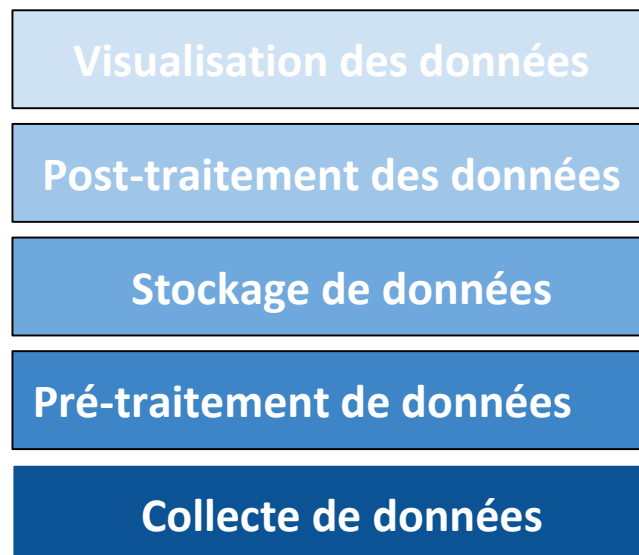 Visualisation des données
Post-traitement des données
Stockage de données
Pré-traitement de données
Collecte de données